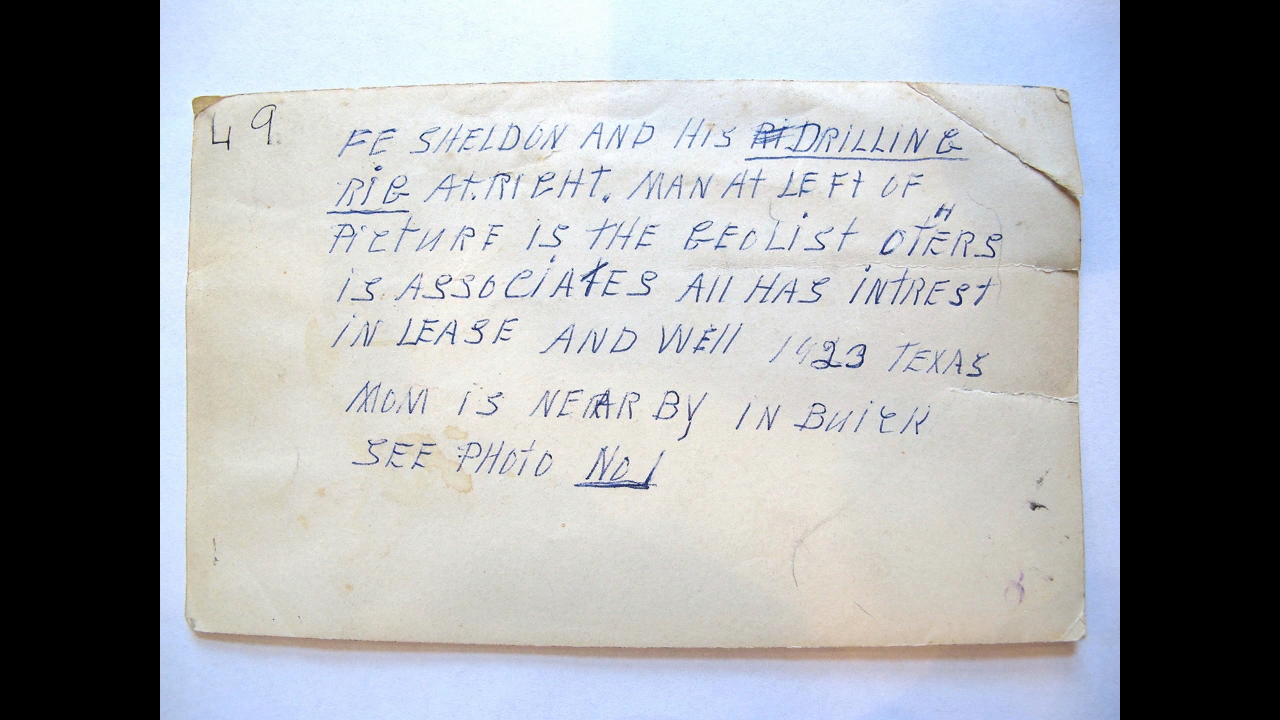 49
FE SHELDON AND HIS DRILLING
RIG AT RIGHT. MAN AT LEFT OF
PICTURE IS THE GEOLIST OTHERS
IS ASSOCIATES All HAS INTREST
IN LEASE AND WEll 1923 TEXAS
MOM IS NEAR BY IN BUICK
SEE PHOTO NO 1